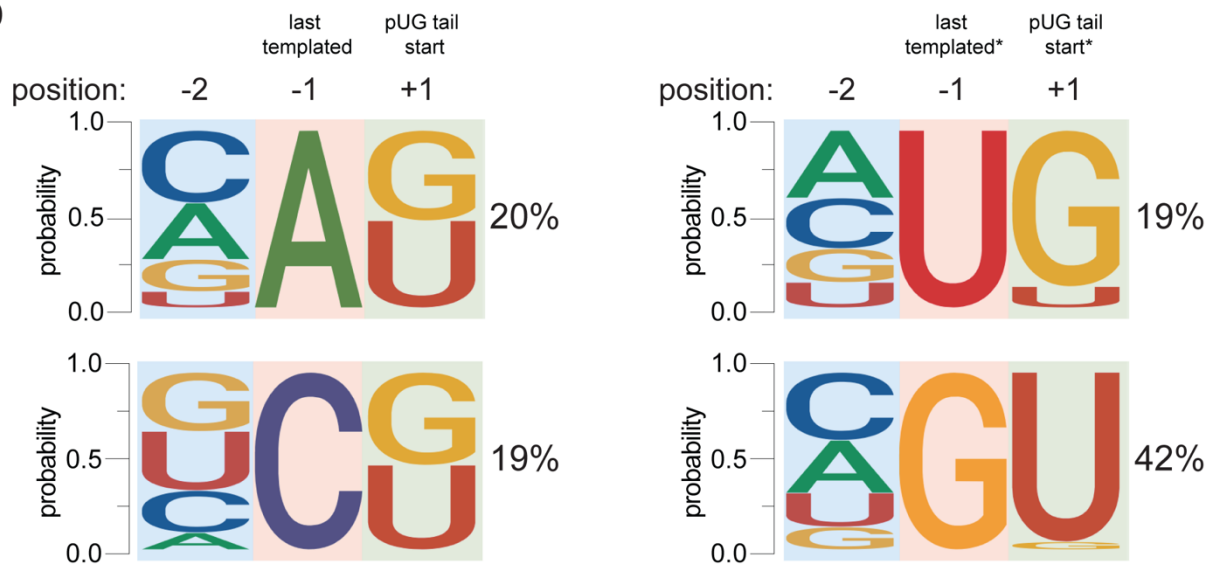 last templated pUG tail start
position: -2 -1 +1
1.0
probability
0.5
0.0
C A G U
A
G U
20%
last templated* pUG tail start*
position: -2 -1 +1
1.0
probability
0.5
0.0
A C G U
U
G U
19%
1.0
probability
0.5
0.0
G U C A
C
G U
19%
1.0
probability
0.5
0.0
C A U G
G
U G
42%